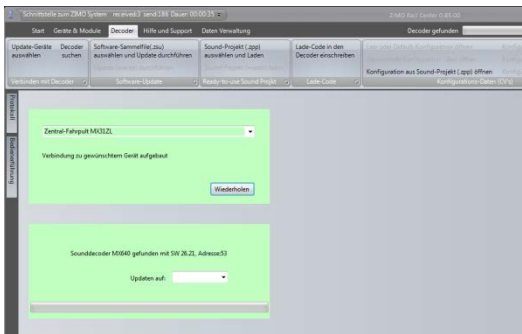 Schnittstelle zum ZIMO System received:3 send:186 Dauer 00:00:35
ZIMO Rail Center 0.85.00
Start Geräte & Module Decoder Hilfe und Support Daten Verwaltung
Decoder gefunden
Update-Geräte auswählen
Decoder suchen
Verbinden mit Decoder
Software-Sammelfile(.zsu)
auswählen und Update durchführen
Software-Update
Sound-Projekt (.zpp)
auswählen und Laden
Ready-to-use Sound Projkt
Lade-Code in den
Decoder einschreiben
Lade-Code
Konfiguration aus Sound-Projekt (.zpp) öffnen
Konfigurations-Daten (CV's)
Protokoll
Bedienerführung
Zentral-Fahrpult MX31ZL
Verbindung zu gewünschtem Gerät aufgebaut
Wiederholen
Sounddecoder MX640 gefunden mit SW 26.21, Adresse:53
Updaten auf: